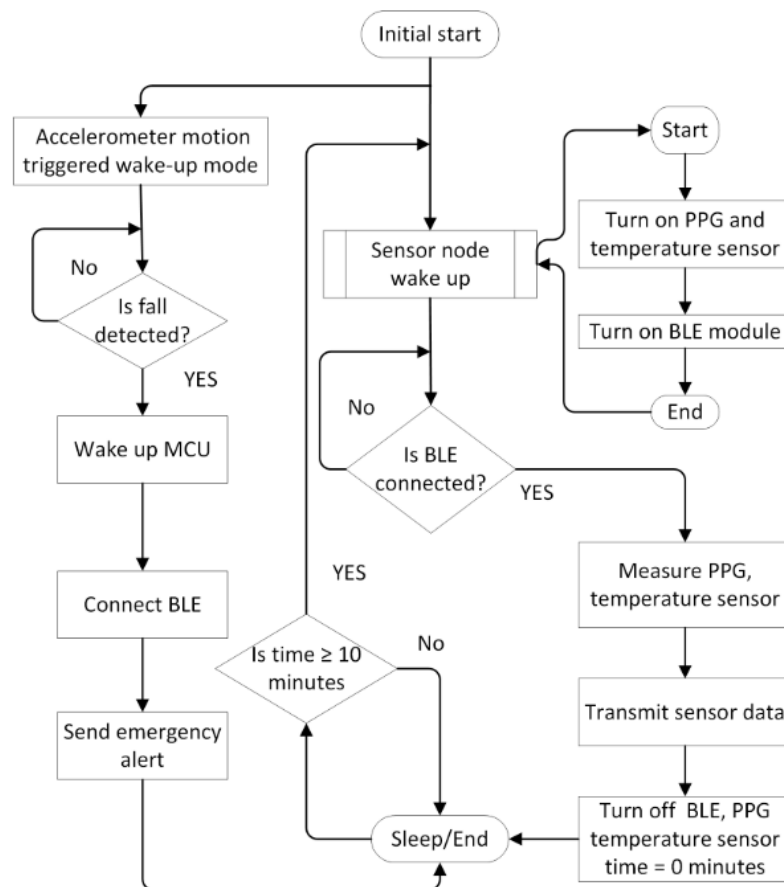 Initial start
Accelerometer motion
triggered wake-up mode
No
Is fall
detected?
YES
Wake up MCU
Connect BLE
Send emergency
alert
Sensor node
wake up
Start
Turn on PPG and
temperature sensor
Turn on BLE module
End
No
Is BLE
connected?
YES
Measure PPG,
temperature sensor
Transmit sensor data
Turn off  BLE, PPG
temperature sensor
time = 0 minutes
Sleep/End
Is time ≥ 10
minutes
No
YES